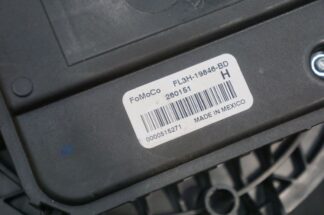 FoMoCo FL3H-19846-BD
280151 H
0000515271 MADE IN MEXICO